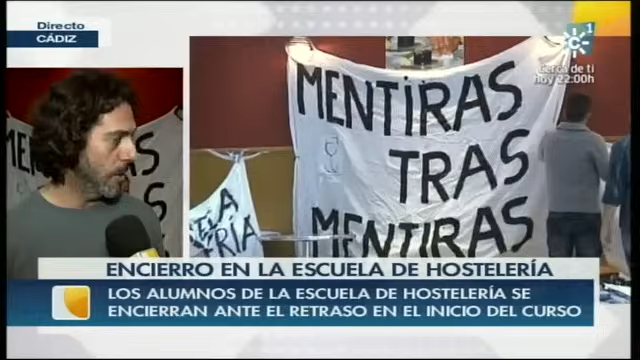 Directo
CÁDIZ
1
Cerca de ti
hoy 22:00h
MENTIRAS
TRAS
MENTIRAS
ENCIERRO EN LA ESCUELA DE HOSTELERÍA
LOS ALUMNOS DE LA ESCUELA DE HOSTELERÍA SE
ENCIERRAN ANTE EL RETRASO EN EL INICIO DEL CURSO